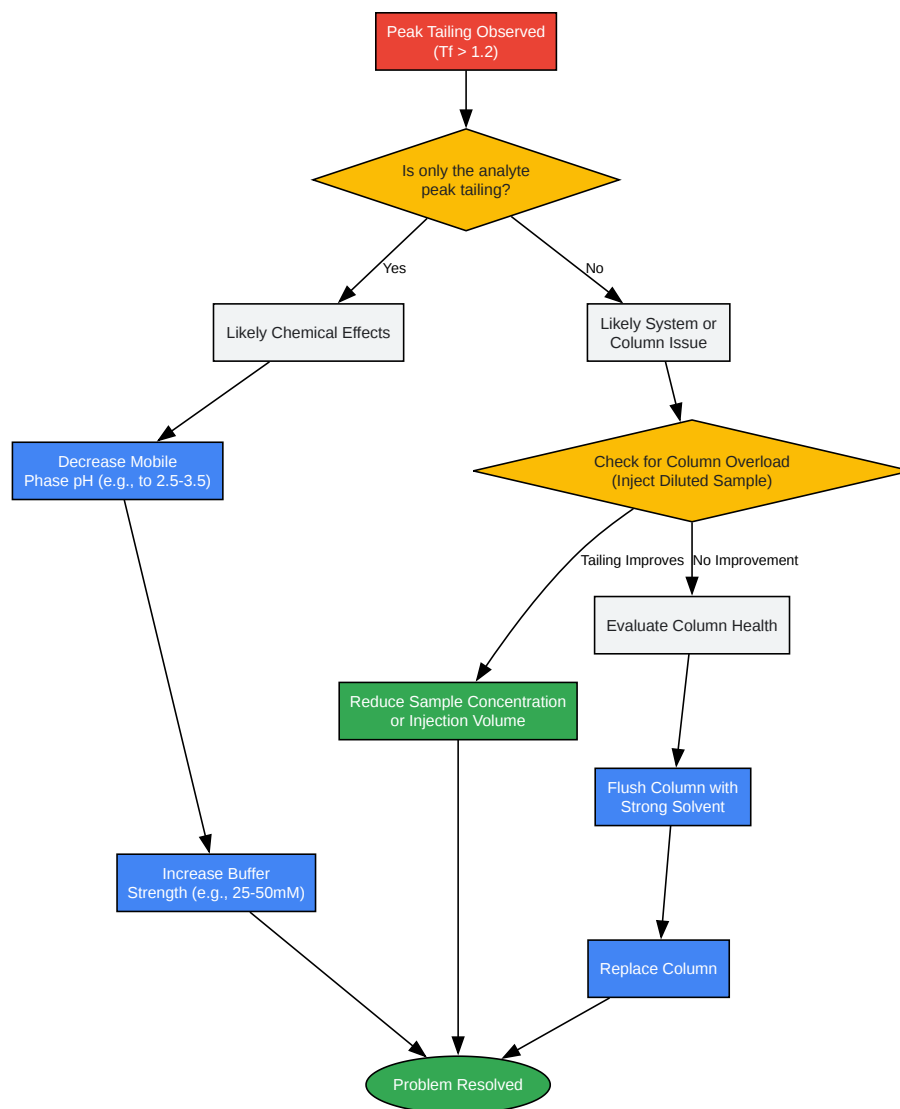 Peak Tailing Observed
(Tf > 1.2)
Is only the analyte
peak tailing?
Yes
No
Likely Chemical Effects
Likely System or
Column Issue
Decrease Mobile
Phase pH (e.g., to 2.5-3.5)
Check for Column Overload
(Inject Diluted Sample)
Tailing Improves
No Improvement
Evaluate Column Health
Reduce Sample Concentration
or Injection Volume
Flush Column with
Strong Solvent
Increase Buffer
Strength (e.g., 25-50mM)
Replace Column
Problem Resolved